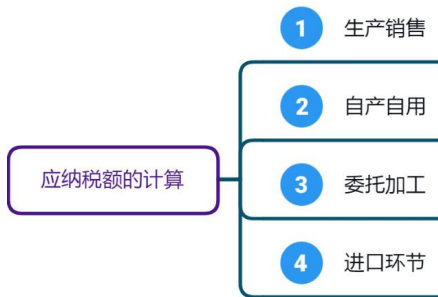 应纳税额的计算
1 生产销售
2 自产自用
3 委托加工
4 进口环节